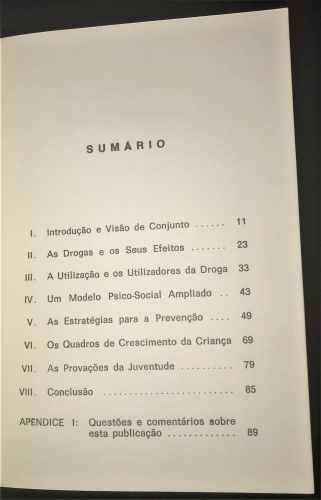 SUMÁRIO
I. Introdução e Visão de Conjunto ...... 11
II. As Drogas e os Seus Efeitos ....... 23
III. A Utilização e os Utilizadores da Droga 33
IV. Um Modelo Psico-Social Ampliado .. 43
V. As Estratégias para a Prevenção .... 49
VI. Os Quadros de Crescimento da Criança 69
VII. As Provações da Juventude .......... 79
VIII. Conclusão ......................... 85
APENDICE I: Questões e comentários sobre
esta publicação ............. 89